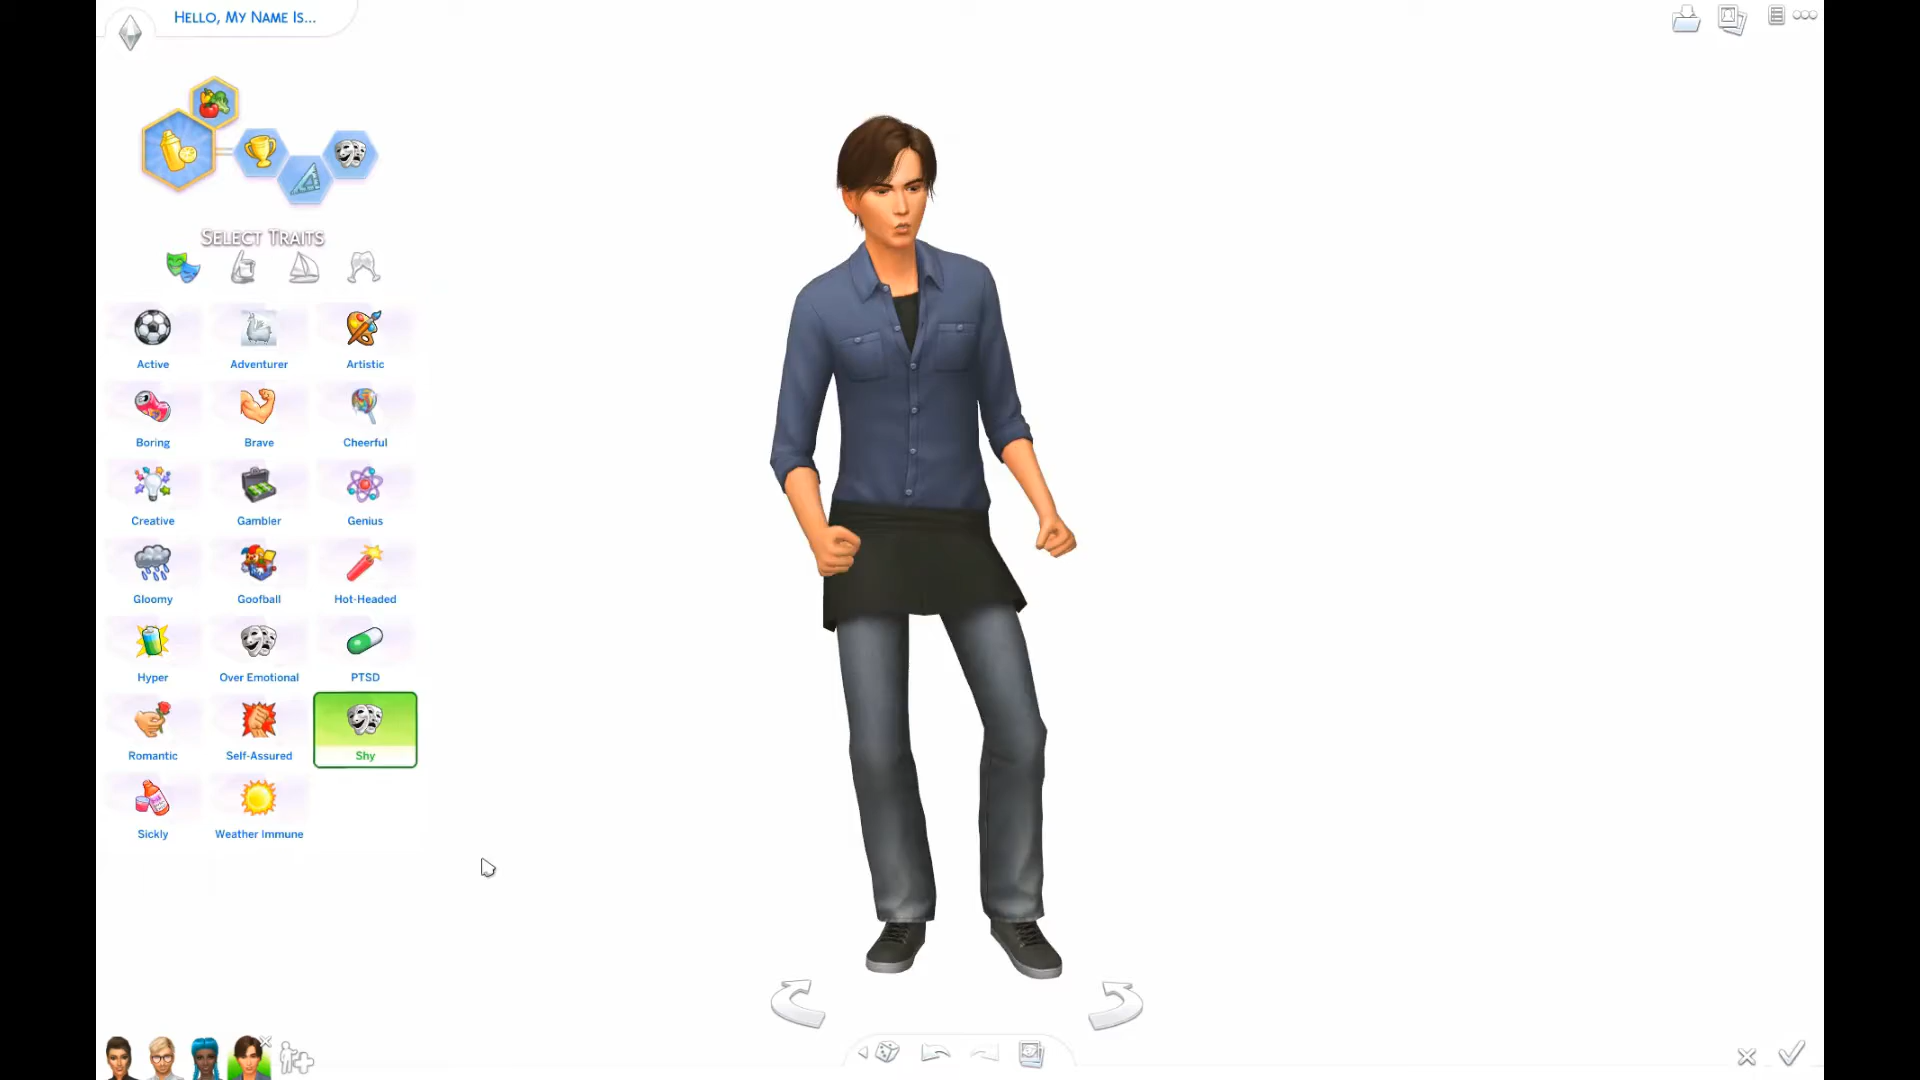 Hello, My Name Is...
Select Traits
Active Adventurer Artistic
Boring Brave Cheerful
Creative Gambler Genius
Gloomy Goofball Hot-Headed
Hyper Over Emotional PTSD
Romantic Self-Assured Shy
Sickly Weather Immune